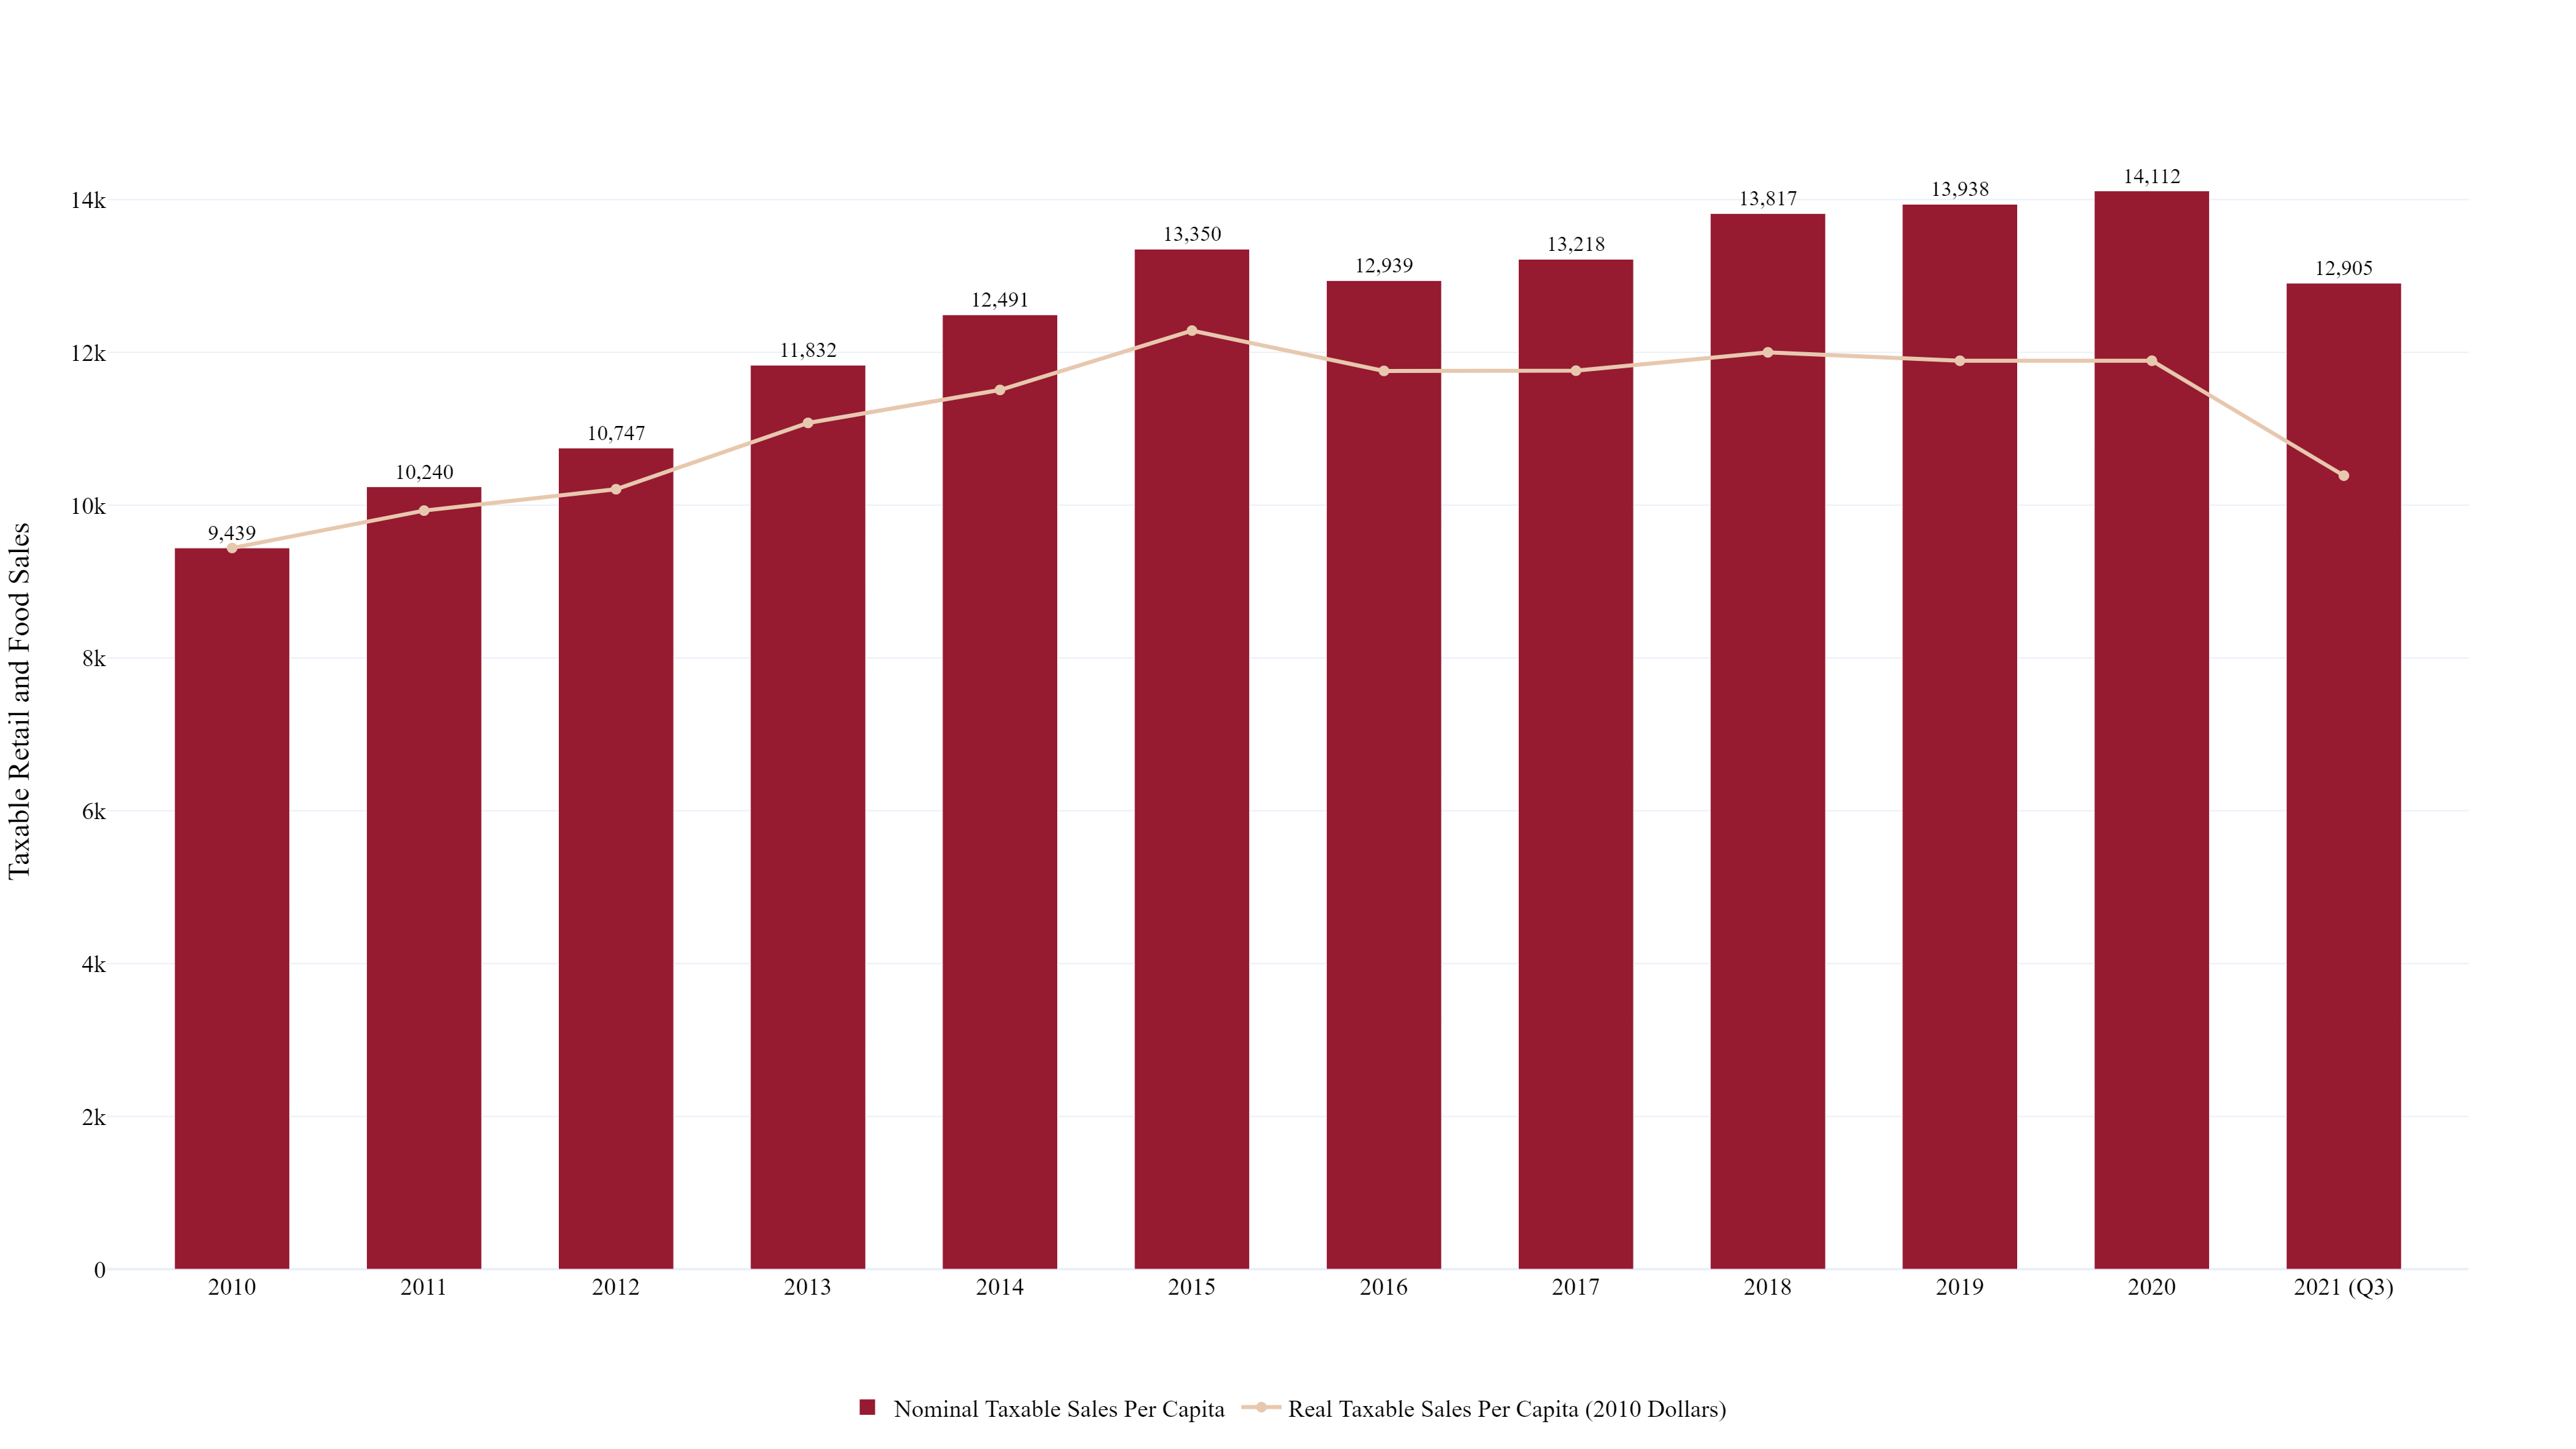 Taxable Retail and Food Sales
14k
12k
10k
8k
6k
4k
2k
0
9,439
10,240
10,747
11,832
12,491
13,350
12,939
13,218
13,817
13,938
14,112
12,905
2010
2011
2012
2013
2014
2015
2016
2017
2018
2019
2020
2021 (Q3)
Nominal Taxable Sales Per Capita
Real Taxable Sales Per Capita (2010 Dollars)